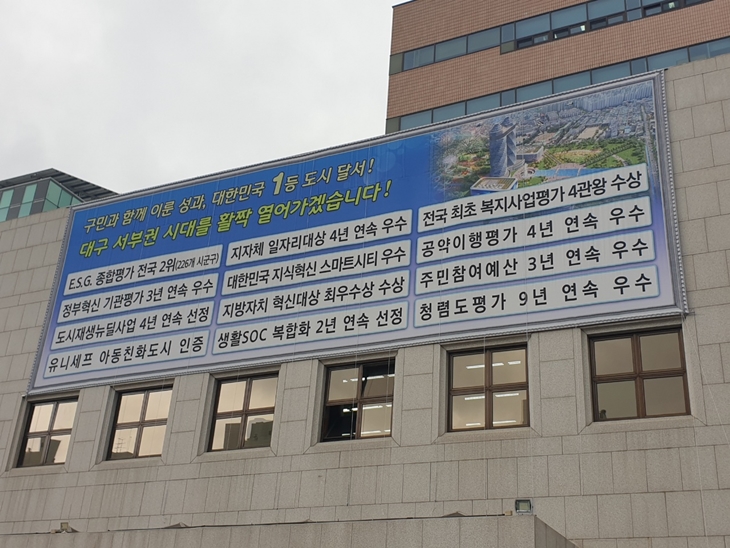 구민과 함께 이룬 성과, 대한민국 1등 도시 달서!
대구 서부권 시대를 활짝 열어가겠습니다!
E.S.G. 종합평가 전국 2위(226개 시군구)
정부혁신 기관평가 3년 연속 우수
도시재생뉴딜사업 4년 연속 선정
유니세프 아동친화도시 인증
지자체 일자리대상 4년 연속 우수
대한민국 지식혁신 스마트시티 우수
지방자치 혁신대상 최우수상 수상
생활SOC 복합화 2년 연속 선정
전국 최초 복지사업평가 4관왕 수상
공약이행평가 4년 연속 우수
주민참여예산 3년 연속 우수
청렴도평가 9년 연속 우수